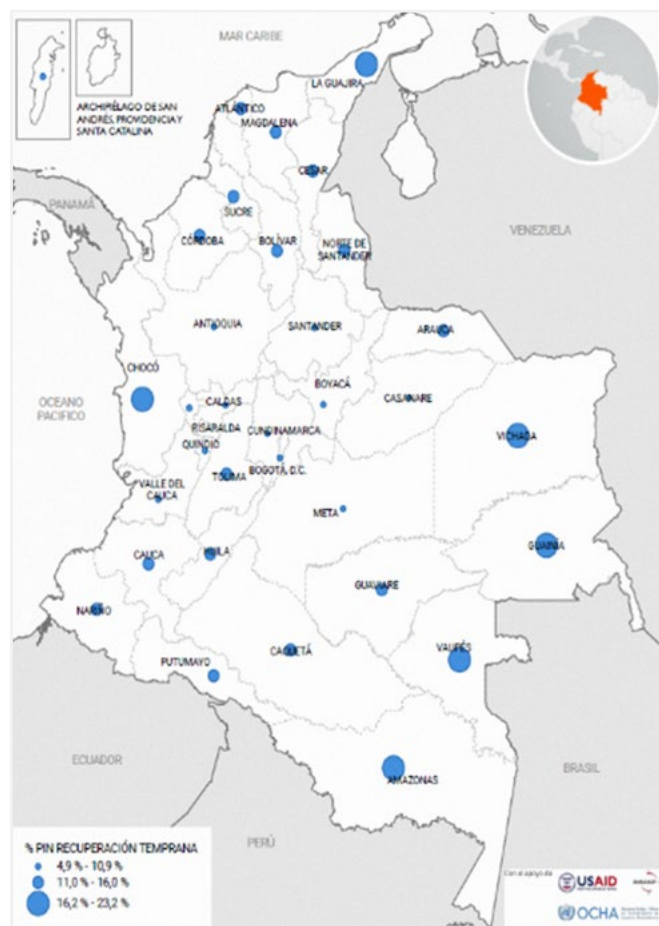 MAR CARIBE
LA GUAJIRA
ARCHIPIÉLAGO DE SAN
ANDRÉS, PROVIDENCIA Y
SANTA CATALINA
ATLÁNTICO
MAGDALENA
CESAR
PANAMÁ
SUCRE
VENEZUELA
CÓRDOBA
BOLÍVAR
NORTE DE
SANTANDER
ANTIOQUIA
SANTANDER
ARAUCA
CHOCÓ
BOYACÁ
OCEANO
PACIFICO
CALDAS
CASANARE
RISARALDA
CUNDINAMARCA
VICHADA
QUINDIO
BOGOTÁ, D.C.
TOLIMA
VALLE DEL
CAUCA
META
CAUCA
HUILA
GUAINÍA
GUAVIARE
NARIÑO
CAQUETÁ
VAUPÉS
PUTUMAYO
ECUADOR
BRASIL
AMAZONAS
PERÚ
% PIN RECUPERACIÓN TEMPRANA
4,9 % - 10,9 %
11,0 % - 16,0 %
16,2 % - 23,2 %
Con el apoyo de
USAID
OCHA